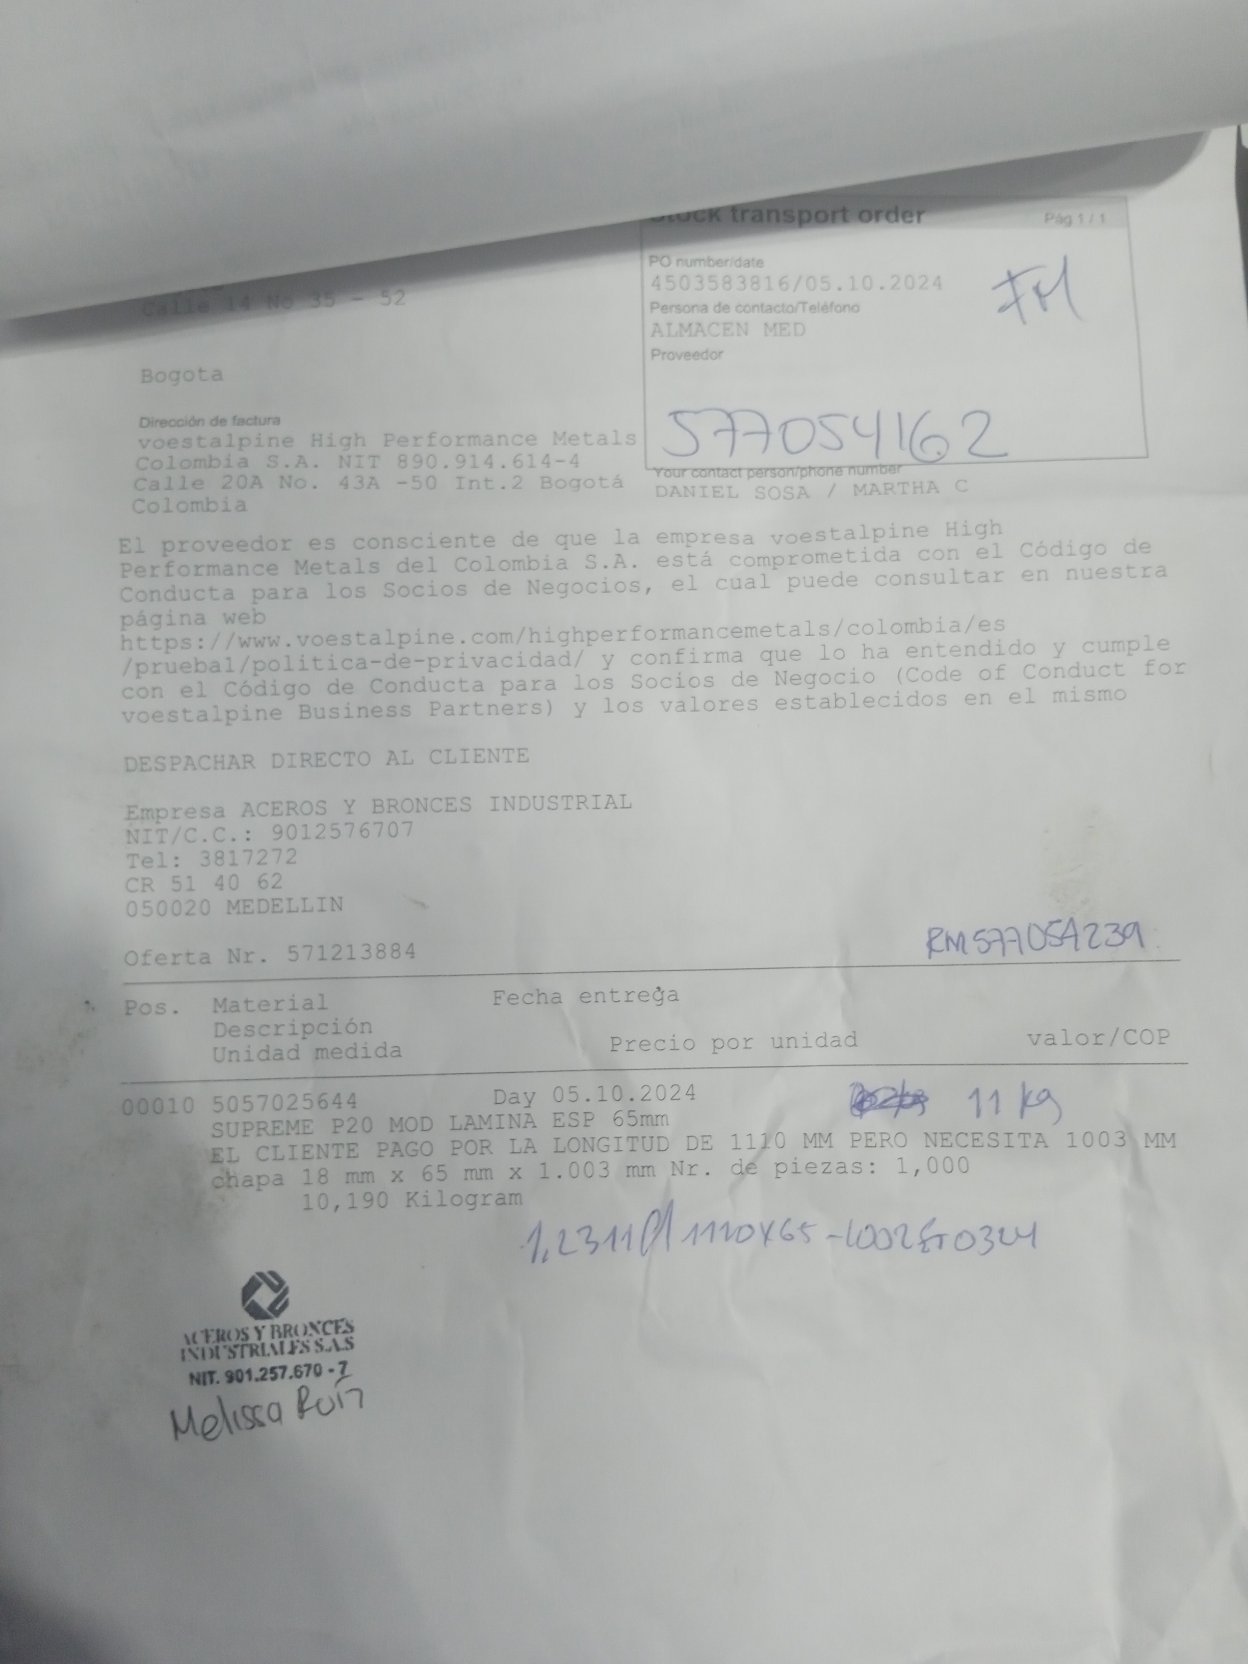 transport order
Pág 1 / 1
PO number/date
4503583816/05.10.2024
Persona de contacto/Teléfono
ALMACEN MED
Proveedor
577054162
Calle 14 No 35 - 52
Bogota
Dirección de factura
voestalpine High Performance Metals
Colombia S.A. NIT 890.914.614-4
Calle 20A No. 43A -50 Int.2 Bogotá
Colombia
Your contact person/phone number
DANIEL SOSA / MARTHA C
El proveedor es consciente de que la empresa voestalpine High
Performance Metals del Colombia S.A. está comprometida con el Código de
Conducta para los Socios de Negocios, el cual puede consultar en nuestra
página web
https://www.voestalpine.com/highperformancemetals/colombia/es
/prueba1/politica-de-privacidad/ y confirma que lo ha entendido y cumple
con el Código de Conducta para los Socios de Negocio (Code of Conduct for
voestalpine Business Partners) y los valores establecidos en el mismo
DESPACHAR DIRECTO AL CLIENTE
Empresa ACEROS Y BRONCES INDUSTRIAL
NIT/C.C.: 9012576707
Tel: 3817272
CR 51 40 62
050020 MEDELLIN
Oferta Nr. 571213884
RM577054239
Pos. Material Fecha entrega
Descripción
Unidad medida Precio por unidad valor/COP
00010 5057025644 Day 05.10.2024 11 kg
SUPREME P20 MOD LAMINA ESP 65mm
EL CLIENTE PAGO POR LA LONGITUD DE 1110 MM PERO NECESITA 1003 MM
chapa 18 mm x 65 mm x 1.003 mm Nr. de piezas: 1,000
10,190 Kilogram
ACEROS Y BRONCES
INDUSTRIALES S.A.S
NIT. 901.257.670 - 7
Melissa Ruiz